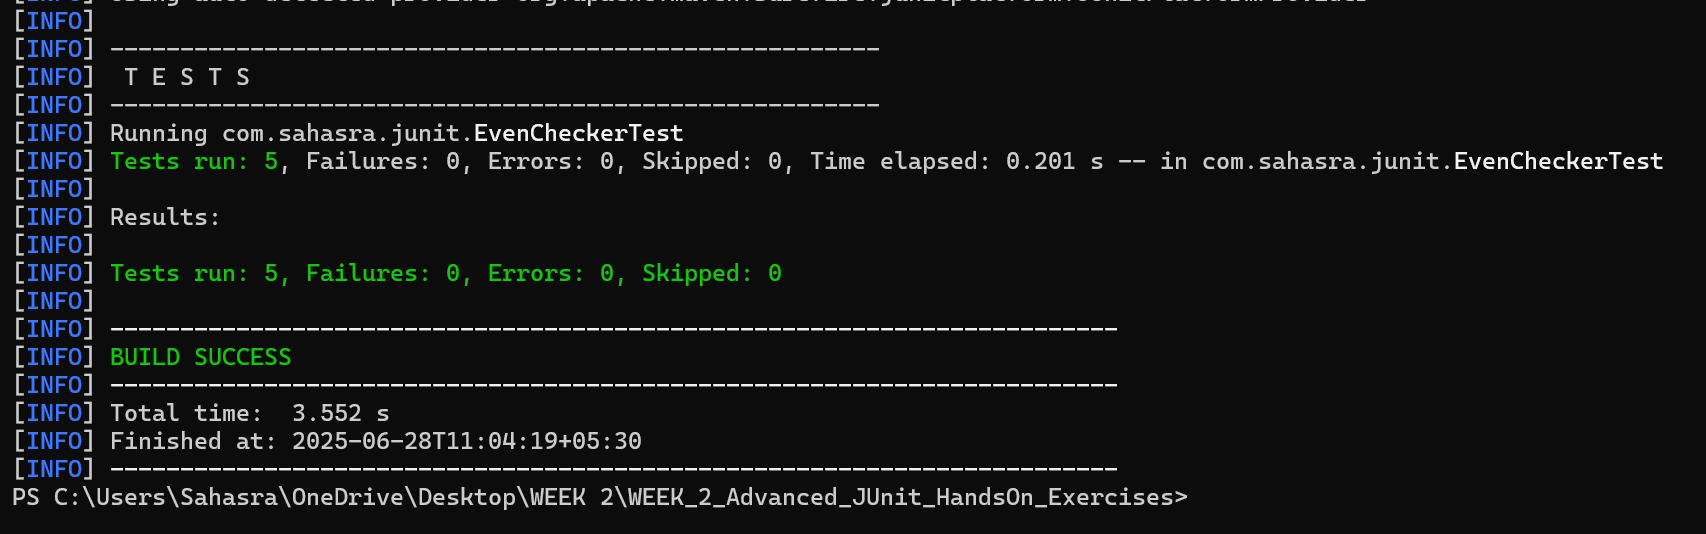 [INFO]
[INFO] -------------------------------------------------------
[INFO]  T E S T S
[INFO] -------------------------------------------------------
[INFO] Running com.sahasra.junit.EvenCheckerTest
[INFO] Tests run: 5, Failures: 0, Errors: 0, Skipped: 0, Time elapsed: 0.201 s -- in com.sahasra.junit.EvenCheckerTest
[INFO]
[INFO] Results:
[INFO]
[INFO] Tests run: 5, Failures: 0, Errors: 0, Skipped: 0
[INFO]
[INFO] ------------------------------------------------------------------------
[INFO] BUILD SUCCESS
[INFO] ------------------------------------------------------------------------
[INFO] Total time:  3.552 s
[INFO] Finished at: 2025-06-28T11:04:19+05:30
[INFO] ------------------------------------------------------------------------
PS C:\Users\Sahasra\OneDrive\Desktop\WEEK 2\WEEK_2_Advanced_JUnit_HandsOn_Exercises>